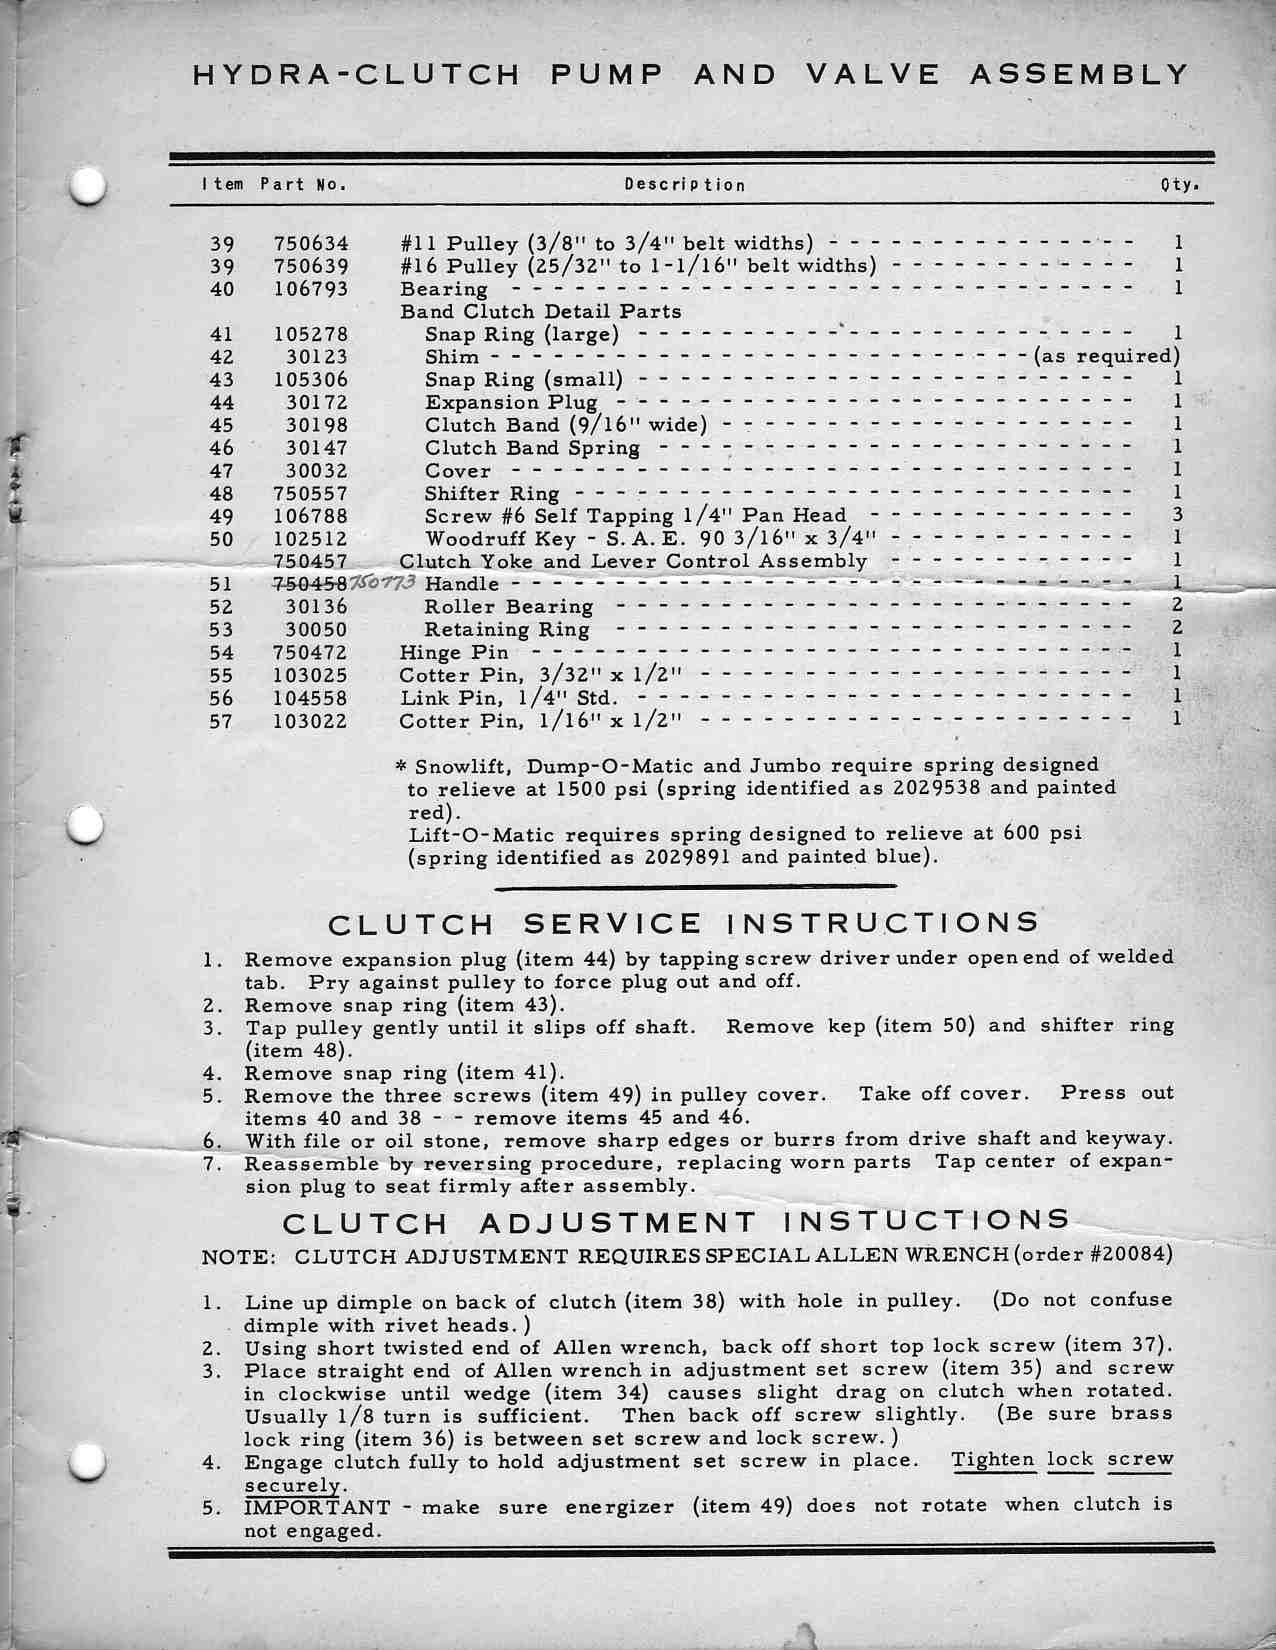 HYDRA-CLUTCH PUMP AND VALVE ASSEMBLY
Item Part No. Description Qty.
39 750634 #11 Pulley (3/8" to 3/4" belt widths) - - - - - - - - - - - - - - - 1
39 750639 #16 Pulley (25/32" to 1-1/16" belt widths) - - - - - - - - - - - - 1
40 106793 Bearing - - - - - - - - - - - - - - - - - - - - - - - - - - - - - - 1
Band Clutch Detail Parts
41 105278 Snap Ring (large) - - - - - - - - - - - - - - - - - - - - - - - - 1
42 30123 Shim - - - - - - - - - - - - - - - - - - - - - - - - - - (as required)
43 105306 Snap Ring (small) - - - - - - - - - - - - - - - - - - - - - - - - 1
44 30172 Expansion Plug - - - - - - - - - - - - - - - - - - - - - - - - - 1
45 30198 Clutch Band (9/16" wide) - - - - - - - - - - - - - - - - - - - - 1
46 30147 Clutch Band Spring - - - - - - - - - - - - - - - - - - - - - - - 1
47 30032 Cover - - - - - - - - - - - - - - - - - - - - - - - - - - - - - - 1
48 750557 Shifter Ring - - - - - - - - - - - - - - - - - - - - - - - - - - - 1
49 106788 Screw #6 Self Tapping 1/4" Pan Head - - - - - - - - - - - - - 3
50 102512 Woodruff Key - S.A.E. 90 3/16" x 3/4" - - - - - - - - - - - - 1
750457 Clutch Yoke and Lever Control Assembly - - - - - - - - - - - - 1
51 750458 750773 Handle - - - - - - - - - - - - - - - - - - - - - - - - - - - - - - 1
52 30136 Roller Bearing - - - - - - - - - - - - - - - - - - - - - - - - - 2
53 30050 Retaining Ring - - - - - - - - - - - - - - - - - - - - - - - - - 2
54 750472 Hinge Pin - - - - - - - - - - - - - - - - - - - - - - - - - - - - - 1
55 103025 Cotter Pin, 3/32" x 1/2" - - - - - - - - - - - - - - - - - - - - - 1
56 104558 Link Pin, 1/4" Std. - - - - - - - - - - - - - - - - - - - - - - - - 1
57 103022 Cotter Pin, 1/16" x 1/2" - - - - - - - - - - - - - - - - - - - - - 1
* Snowlift, Dump-O-Matic and Jumbo require spring designed
to relieve at 1500 psi (spring identified as 2029538 and painted
red).
Lift-O-Matic requires spring designed to relieve at 600 psi
(spring identified as 2029891 and painted blue).
CLUTCH SERVICE INSTRUCTIONS
1. Remove expansion plug (item 44) by tapping screw driver under open end of welded
tab. Pry against pulley to force plug out and off.
2. Remove snap ring (item 43).
3. Tap pulley gently until it slips off shaft. Remove kep (item 50) and shifter ring
(item 48).
4. Remove snap ring (item 41).
5. Remove the three screws (item 49) in pulley cover. Take off cover. Press out
items 40 and 38 - - remove items 45 and 46.
6. With file or oil stone, remove sharp edges or burrs from drive shaft and keyway.
7. Reassemble by reversing procedure, replacing worn parts Tap center of expan-
sion plug to seat firmly after assembly.
CLUTCH ADJUSTMENT INSTUCTIONS
NOTE: CLUTCH ADJUSTMENT REQUIRES SPECIAL ALLEN WRENCH (order #20084)
1. Line up dimple on back of clutch (item 38) with hole in pulley. (Do not confuse
dimple with rivet heads.)
2. Using short twisted end of Allen wrench, back off short top lock screw (item 37).
3. Place straight end of Allen wrench in adjustment set screw (item 35) and screw
in clockwise until wedge (item 34) causes slight drag on clutch when rotated.
Usually 1/8 turn is sufficient. Then back off screw slightly. (Be sure brass
lock ring (item 36) is between set screw and lock screw.)
4. Engage clutch fully to hold adjustment set screw in place. Tighten lock screw
securely.
5. IMPORTANT - make sure energizer (item 49) does not rotate when clutch is
not engaged.